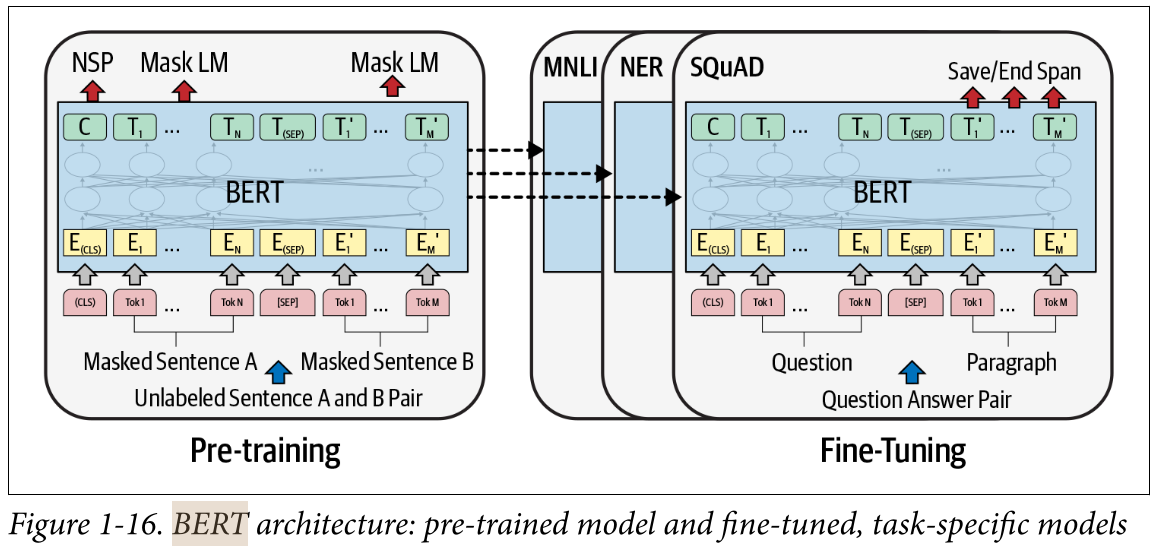 NSP Mask LM Mask LM
C T1 ... TN T(SEP) T1' ... TM'
...
BERT
E(CLS) E1 ... EN E(SEP) E1' ... EM'
(CLS) Tok 1 ... Tok N [SEP] Tok 1 ... Tok M
Masked Sentence A Masked Sentence B
Unlabeled Sentence A and B Pair
Pre-training
MNLI NER SQuAD
Save/End Span
C T1 ... TN T(SEP) T1' ... TM'
...
BERT
E(CLS) E1 ... EN E(SEP) E1' ... EM'
(CLS) Tok 1 ... Tok N [SEP] Tok 1 ... Tok M
Question Paragraph
Question Answer Pair
Fine-Tuning
Figure 1-16. BERT architecture: pre-trained model and fine-tuned, task-specific models